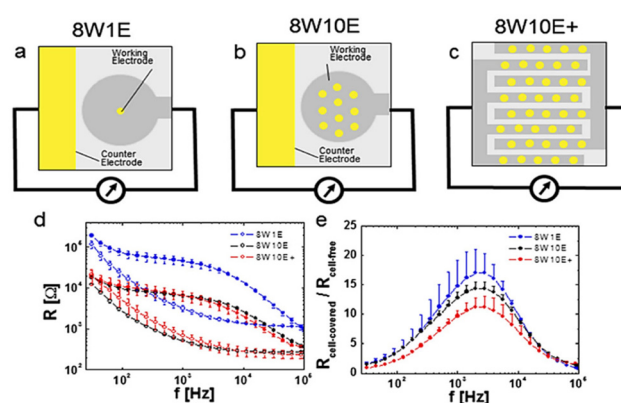 8W1E
8W10E
8W10E+
a
Working
Electrode
Counter
Electrode
b
Working
Electrode
Counter
Electrode
c
d
8W1E
8W10E
8W10E+
R [Ω]
10²
10³
10⁴
10²
10³
10⁴
10⁶
f [Hz]
e
8W1E
8W10E
8W10E+
R cell-covered / R cell-free
25
20
15
10
5
0
10²
10³
10⁴
10⁶
f [Hz]